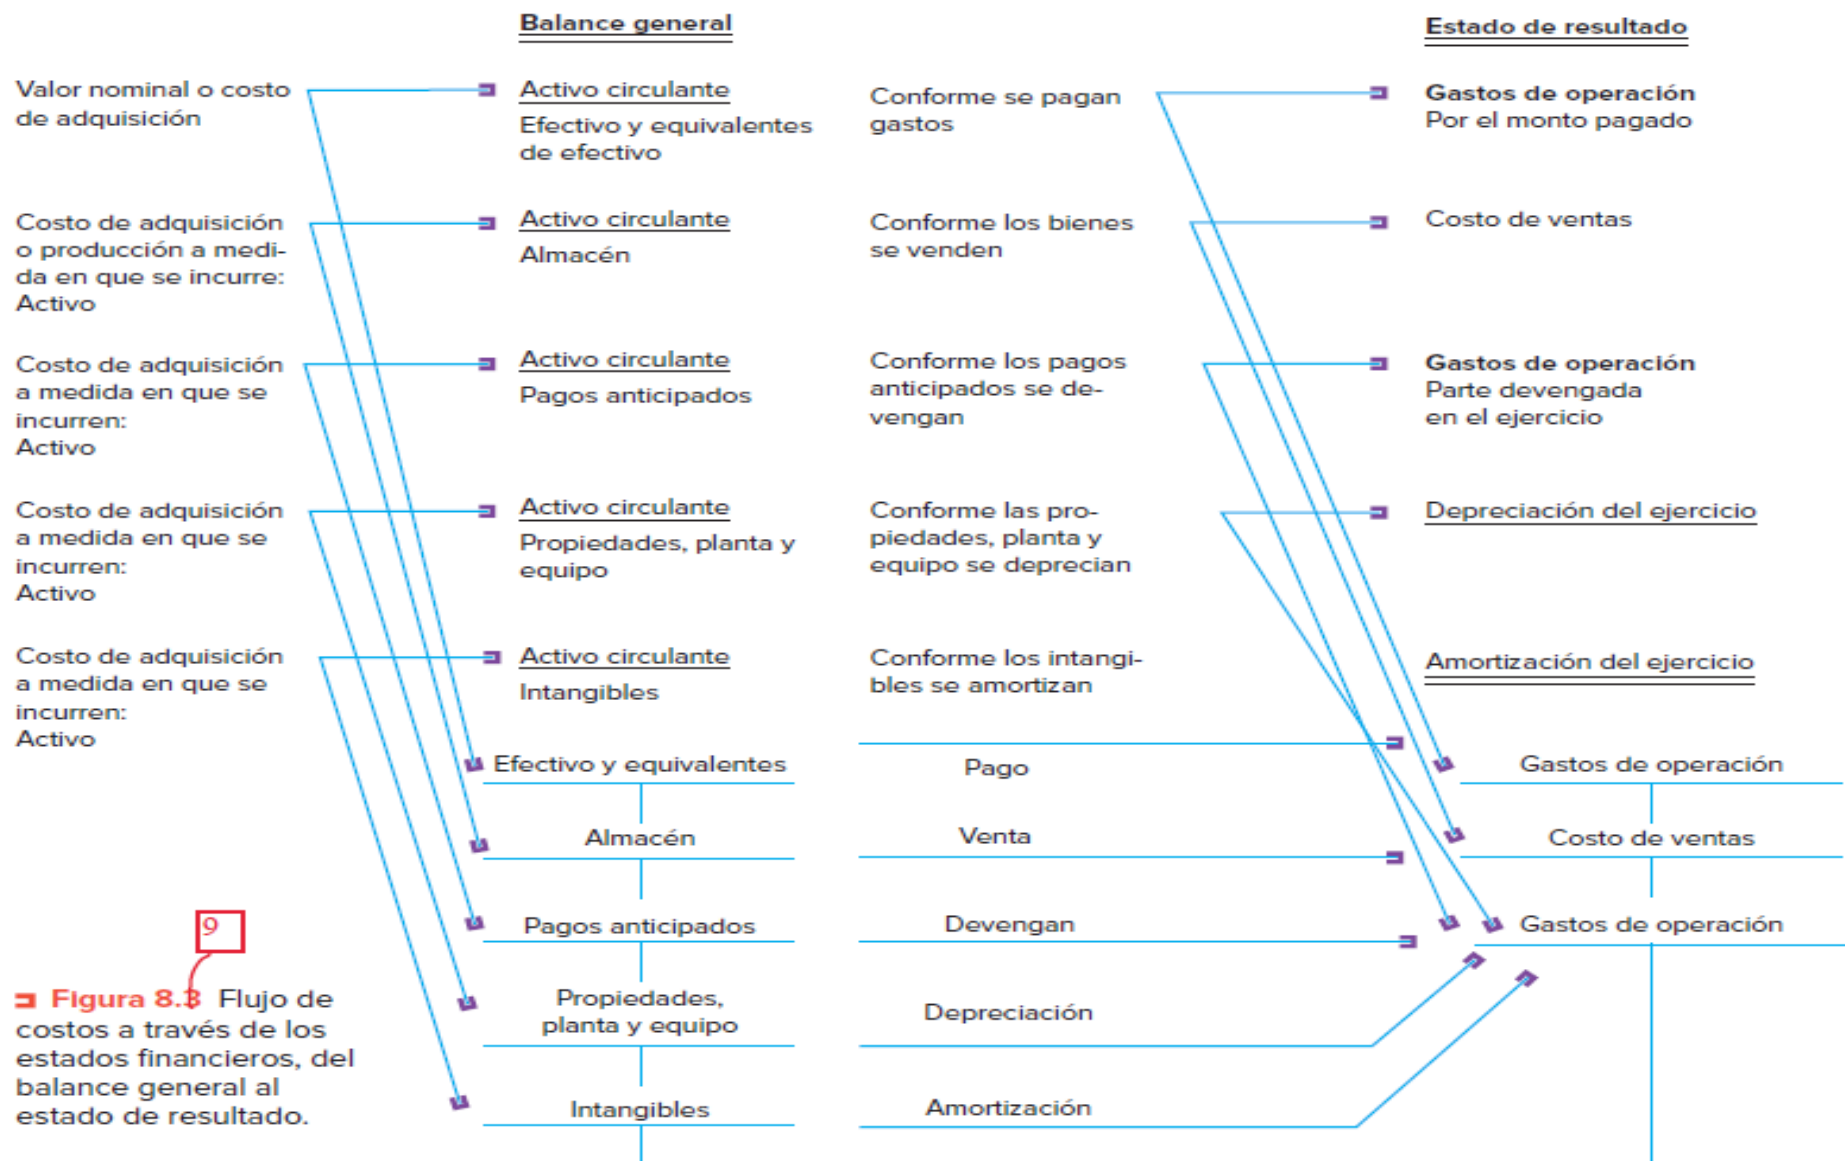 Balance general
Estado de resultado
Valor nominal o costo
de adquisición
Activo circulante
Efectivo y equivalentes
de efectivo
Conforme se pagan
gastos
Gastos de operación
Por el monto pagado
Costo de adquisición
o producción a medi-
da en que se incurre:
Activo
Activo circulante
Almacén
Conforme los bienes
se venden
Costo de ventas
Costo de adquisición
a medida en que se
incurren:
Activo
Activo circulante
Pagos anticipados
Conforme los pagos
anticipados se de-
vengan
Gastos de operación
Parte devengada
en el ejercicio
Costo de adquisición
a medida en que se
incurren:
Activo
Activo circulante
Propiedades, planta y
equipo
Conforme las pro-
piedades, planta y
equipo se deprecian
Depreciación del ejercicio
Costo de adquisición
a medida en que se
incurren:
Activo
Activo circulante
Intangibles
Conforme los intangi-
bles se amortizan
Amortización del ejercicio
Efectivo y equivalentes
Pago
Gastos de operación
Almacén
Venta
Costo de ventas
Pagos anticipados
Devengan
Gastos de operación
Propiedades,
planta y equipo
Depreciación
Intangibles
Amortización
9
Figura 8.3 Flujo de
costos a través de los
estados financieros, del
balance general al
estado de resultado.